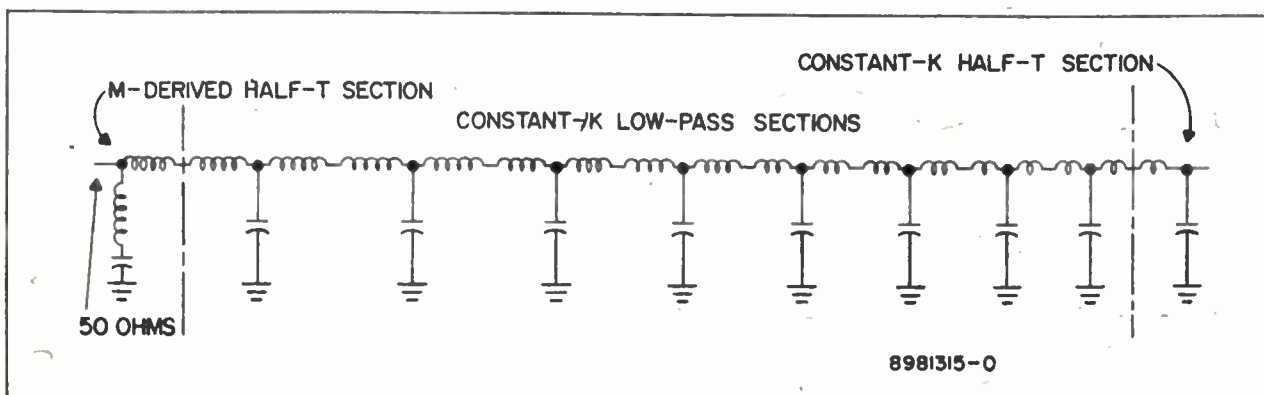 CONSTANT-K HALF-T SECTION
M-DERIVED HALF-T SECTION
CONSTANT-K LOW-PASS SECTIONS
50 OHMS
8981315-0